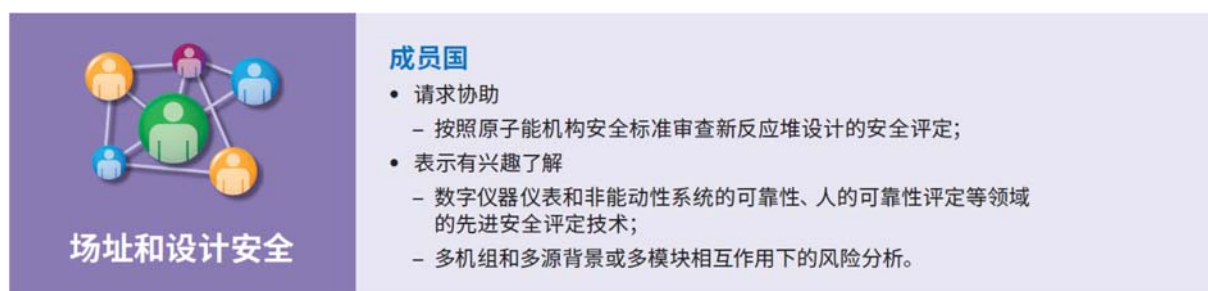 场址和设计安全
成员国
• 请求协助
– 按照原子能机构安全标准审查新反应堆设计的安全评定；
• 表示有兴趣了解
– 数字仪器仪表和非能动性系统的可靠性、人的可靠性评定等领域
的先进安全评定技术；
– 多机组和多源背景或多模块相互作用下的风险分析。